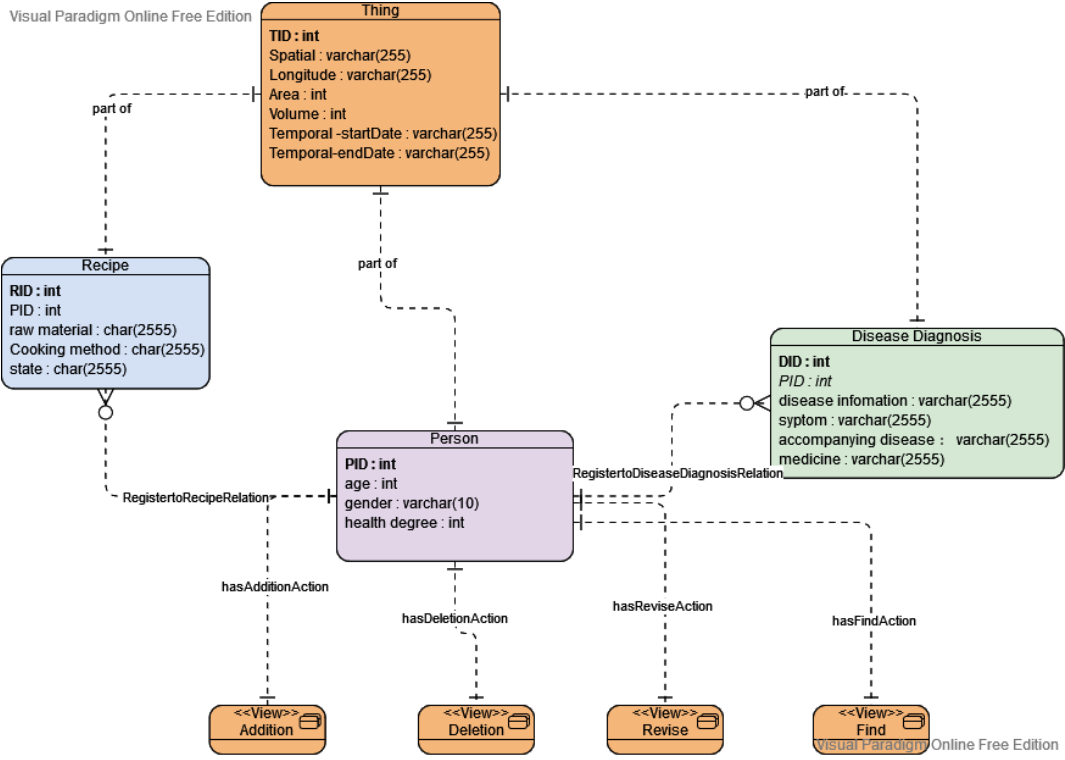 Visual Paradigm Online Free Edition
Thing
TID : int
Spatial : varchar(255)
Longitude : varchar(255)
Area : int
Volume : int
Temporal -startDate : varchar(255)
Temporal-endDate : varchar(255)
part of
part of
part of
Recipe
RID : int
PID : int
raw material : char(2555)
Cooking method : char(2555)
state : char(2555)
Disease Diagnosis
DID : int
PID : int
disease infomation : varchar(2555)
syptom : varchar(2555)
accompanying disease： varchar(2555)
medicine : varchar(2555)
Person
PID : int
age : int
gender : varchar(10)
health degree : int
RegistertoDiseaseDiagnosisRelation
RegistertoRecipeRelation
hasAdditionAction
hasDeletionAction
hasReviseAction
hasFindAction
<<View>>
Addition
<<View>>
Deletion
<<View>>
Revise
<<View>>
Find
Visual Paradigm Online Free Edition